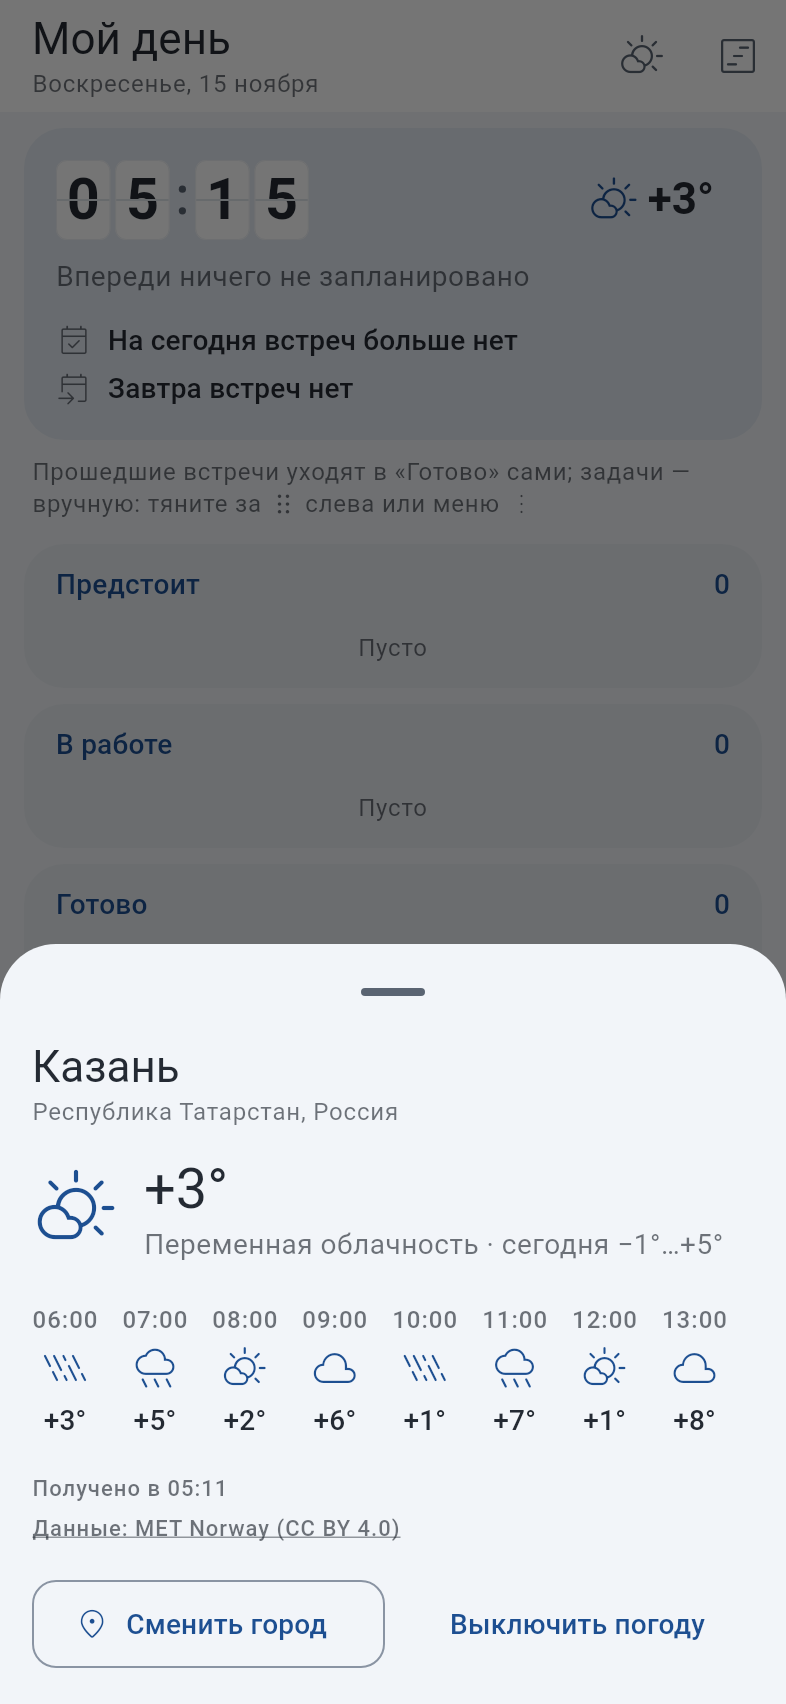 Мой день
Воскресенье, 15 ноября
05:15
+3°
Впереди ничего не запланировано
На сегодня встреч больше нет
Завтра встреч нет
Прошедшие встречи уходят в «Готово» сами; задачи —
вручную: тяните за ⠿ слева или меню ⋮
Предстоит 0
Пусто
В работе 0
Пусто
Готово 0
Казань
Республика Татарстан, Россия
+3°
Переменная облачность · сегодня −1°…+5°
06:00 07:00 08:00 09:00 10:00 11:00 12:00 13:00
+3° +5° +2° +6° +1° +7° +1° +8°
Получено в 05:11
Данные: MET Norway (CC BY 4.0)
Сменить город Выключить погоду